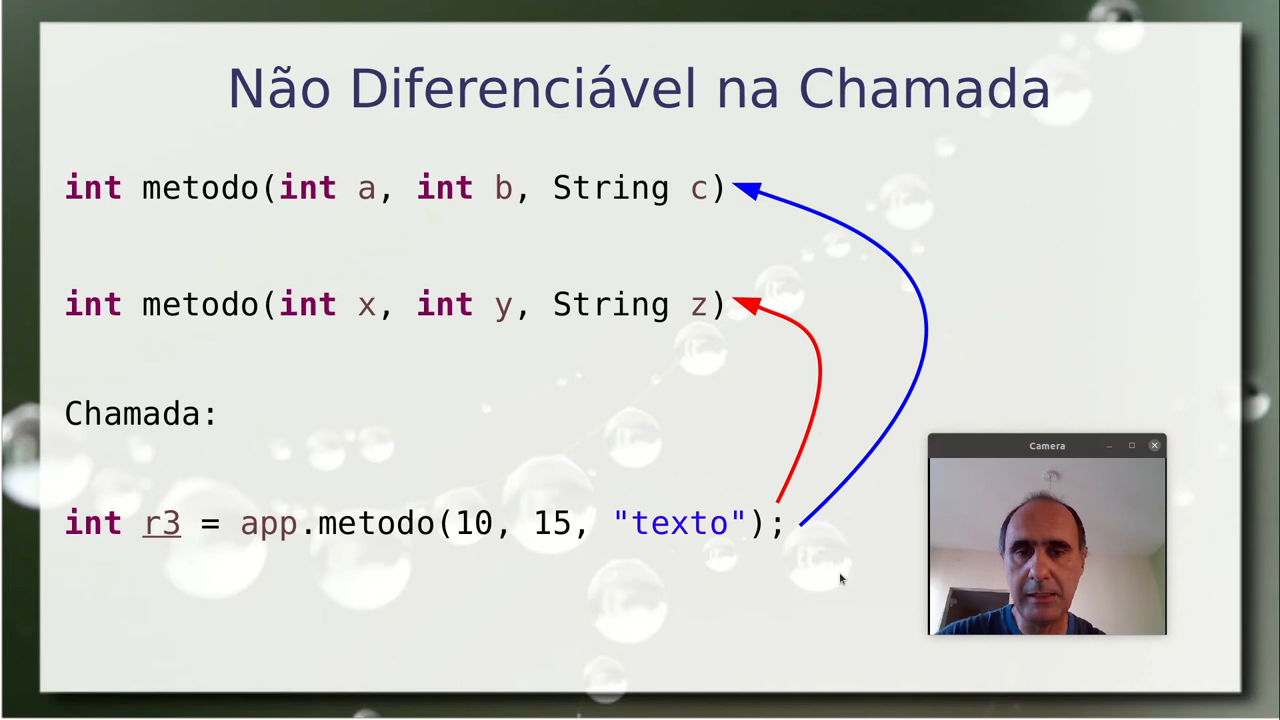 Não Diferenciável na Chamada
int metodo(int a, int b, String c)
int metodo(int x, int y, String z)
Chamada:
int r3 = app.metodo(10, 15, "texto");
Camera